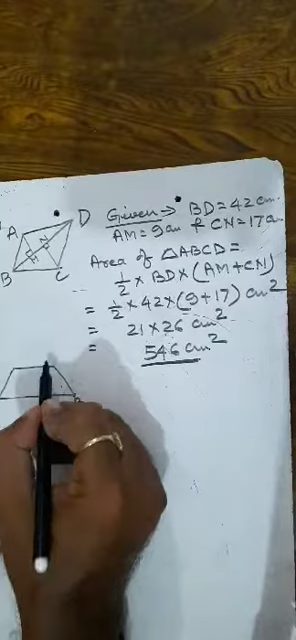 A D Given → BD = 42 cm.
AM = 9 cm & CN = 17 cm
B C
Area of △ABCD =
1/2 × BD × (AM + CN)
= 1/2 × 42 × (9 + 17) cm²
= 21 × 26 cm²
= 546 cm²